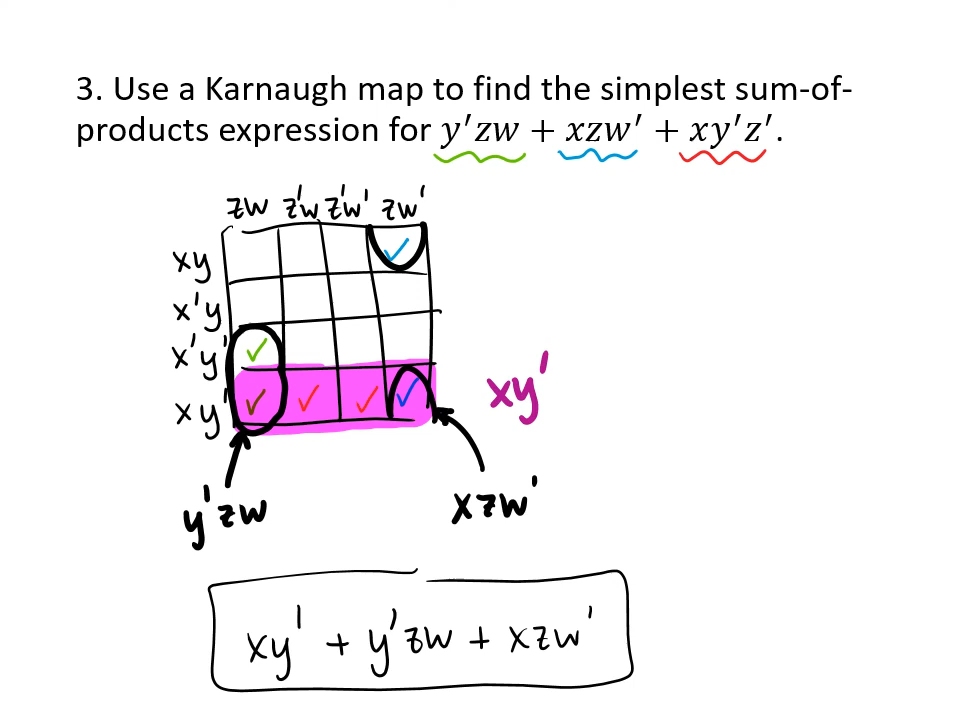 3. Use a Karnaugh map to find the simplest sum-of-
products expression for y′zw + xzw′ + xy′z′.
zw z'w z'w' zw'
xy
x'y
x'y'
xy'
xy'
y'zw
xzw'
xy' + y'zw + xzw'